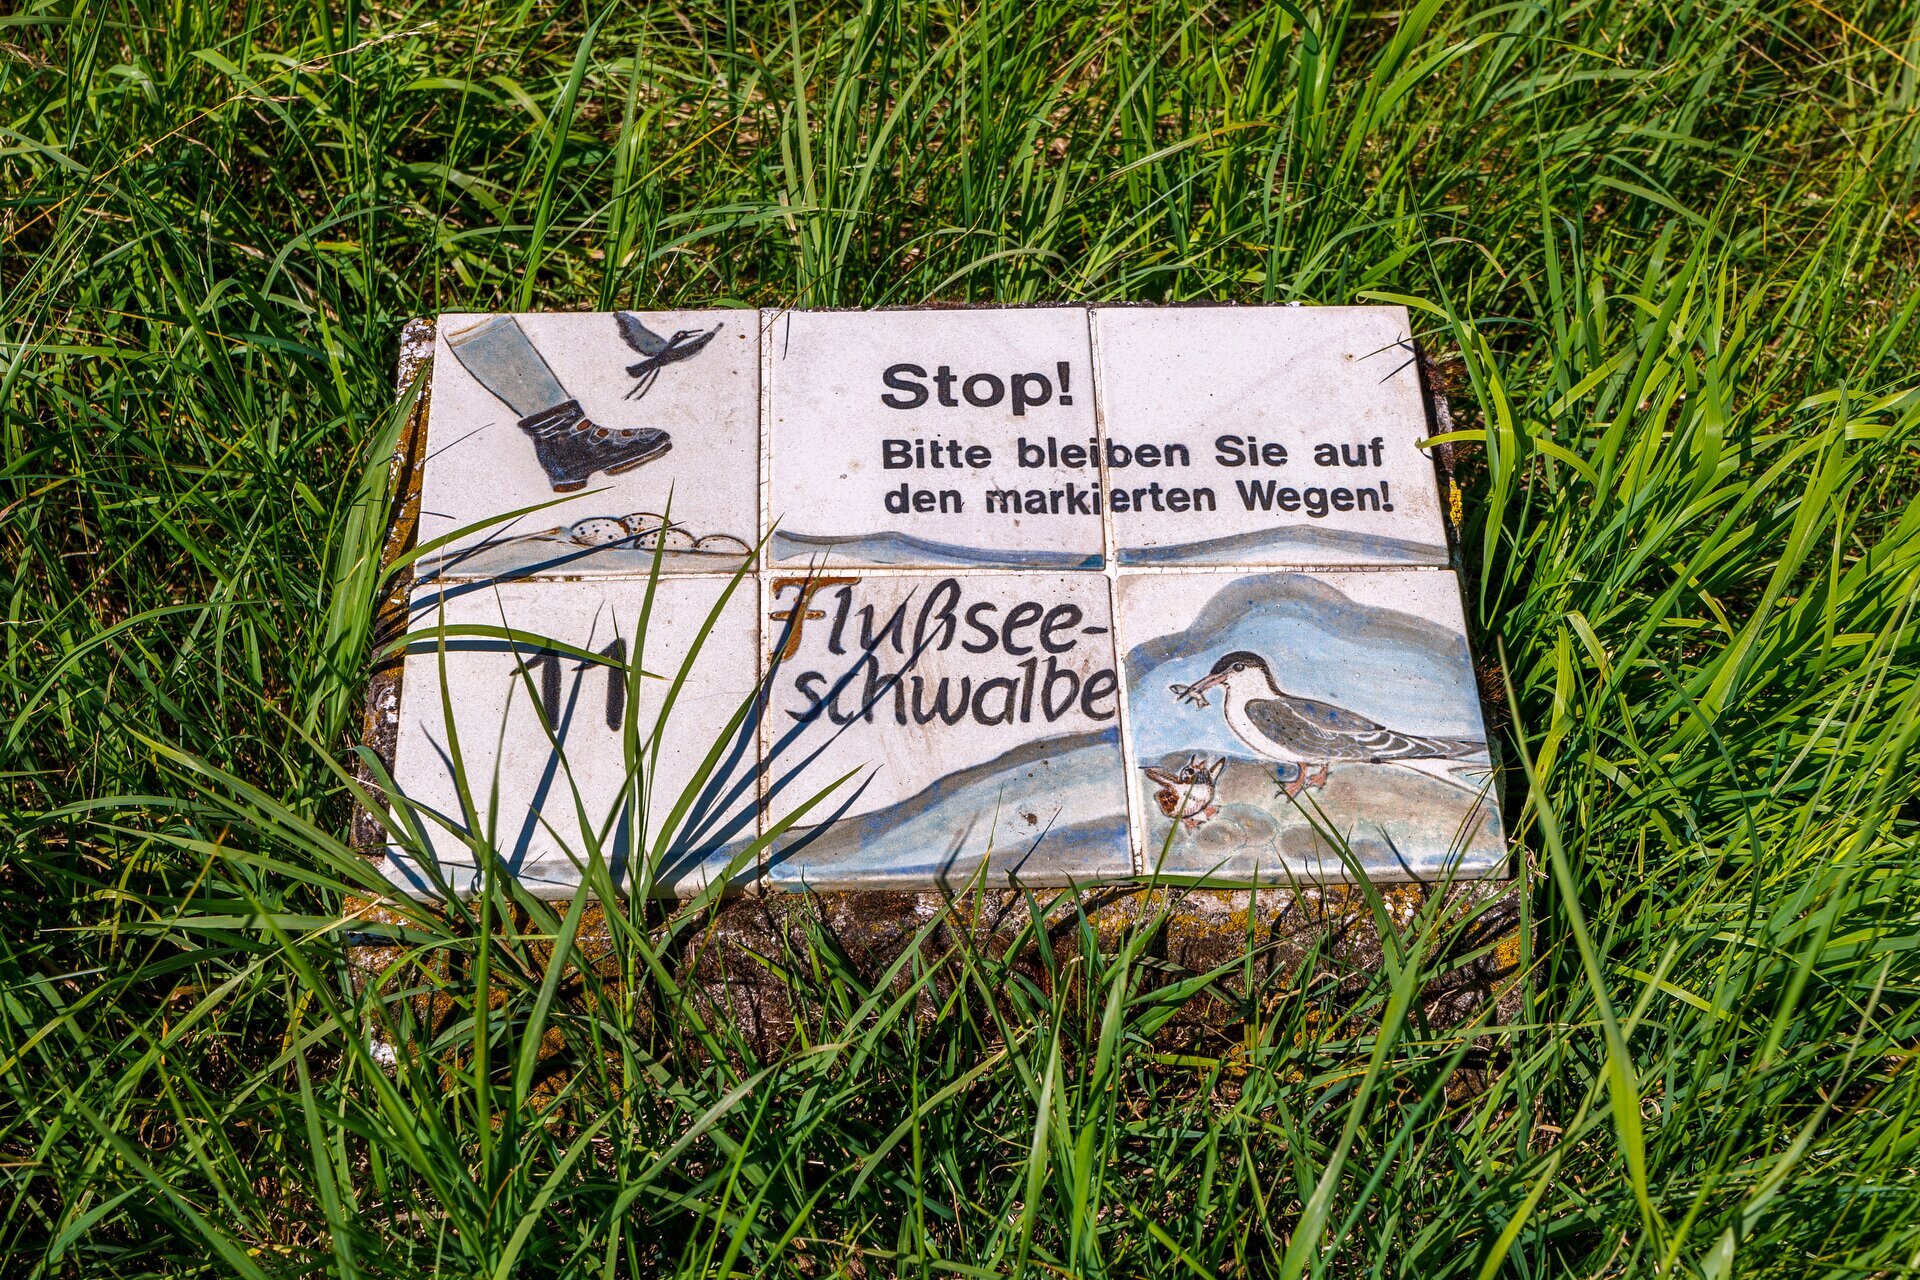 Stop!
Bitte bleiben Sie auf
den markierten Wegen!
11
Flußsee-
schwalbe